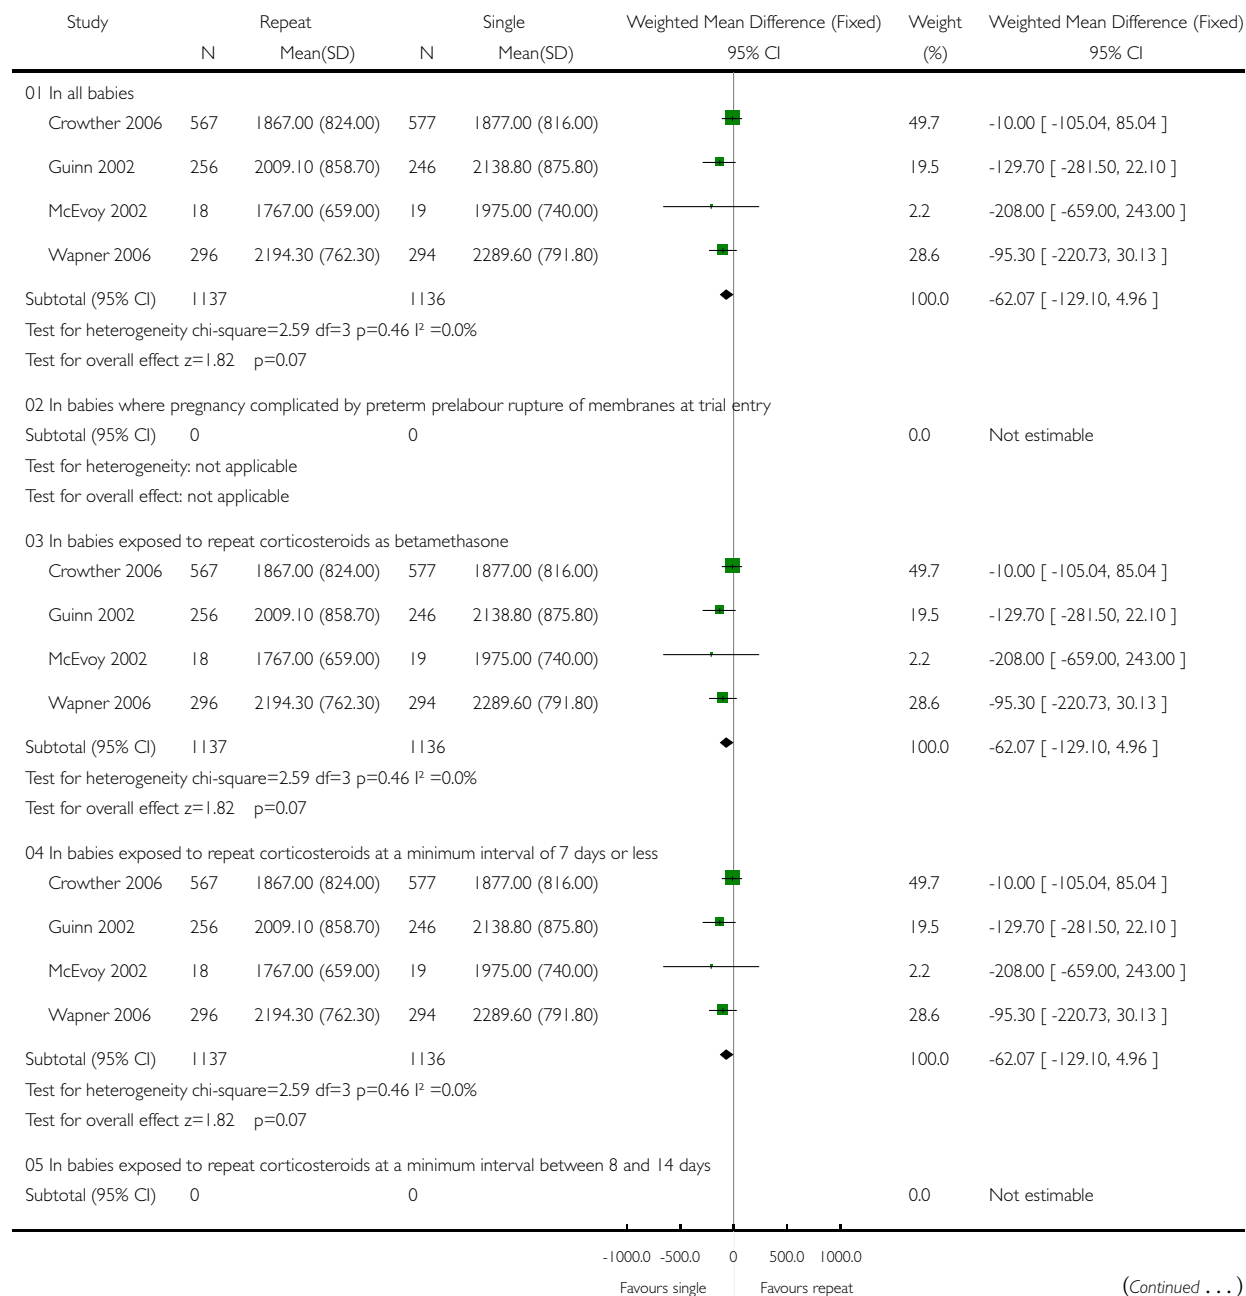 Study Repeat Single Weighted Mean Difference (Fixed) Weight Weighted Mean Difference (Fixed)
N Mean(SD) N Mean(SD) 95% CI (%) 95% CI
01 In all babies
Crowther 2006 567 1867.00 (824.00) 577 1877.00 (816.00) 49.7 -10.00 [ -105.04, 85.04 ]
Guinn 2002 256 2009.10 (858.70) 246 2138.80 (875.80) 19.5 -129.70 [ -281.50, 22.10 ]
McEvoy 2002 18 1767.00 (659.00) 19 1975.00 (740.00) 2.2 -208.00 [ -659.00, 243.00 ]
Wapner 2006 296 2194.30 (762.30) 294 2289.60 (791.80) 28.6 -95.30 [ -220.73, 30.13 ]
Subtotal (95% CI) 1137 1136 100.0 -62.07 [ -129.10, 4.96 ]
Test for heterogeneity chi-square=2.59 df=3 p=0.46 I² =0.0%
Test for overall effect z=1.82 p=0.07
02 In babies where pregnancy complicated by preterm prelabour rupture of membranes at trial entry
Subtotal (95% CI) 0 0 0.0 Not estimable
Test for heterogeneity: not applicable
Test for overall effect: not applicable
03 In babies exposed to repeat corticosteroids as betamethasone
Crowther 2006 567 1867.00 (824.00) 577 1877.00 (816.00) 49.7 -10.00 [ -105.04, 85.04 ]
Guinn 2002 256 2009.10 (858.70) 246 2138.80 (875.80) 19.5 -129.70 [ -281.50, 22.10 ]
McEvoy 2002 18 1767.00 (659.00) 19 1975.00 (740.00) 2.2 -208.00 [ -659.00, 243.00 ]
Wapner 2006 296 2194.30 (762.30) 294 2289.60 (791.80) 28.6 -95.30 [ -220.73, 30.13 ]
Subtotal (95% CI) 1137 1136 100.0 -62.07 [ -129.10, 4.96 ]
Test for heterogeneity chi-square=2.59 df=3 p=0.46 I² =0.0%
Test for overall effect z=1.82 p=0.07
04 In babies exposed to repeat corticosteroids at a minimum interval of 7 days or less
Crowther 2006 567 1867.00 (824.00) 577 1877.00 (816.00) 49.7 -10.00 [ -105.04, 85.04 ]
Guinn 2002 256 2009.10 (858.70) 246 2138.80 (875.80) 19.5 -129.70 [ -281.50, 22.10 ]
McEvoy 2002 18 1767.00 (659.00) 19 1975.00 (740.00) 2.2 -208.00 [ -659.00, 243.00 ]
Wapner 2006 296 2194.30 (762.30) 294 2289.60 (791.80) 28.6 -95.30 [ -220.73, 30.13 ]
Subtotal (95% CI) 1137 1136 100.0 -62.07 [ -129.10, 4.96 ]
Test for heterogeneity chi-square=2.59 df=3 p=0.46 I² =0.0%
Test for overall effect z=1.82 p=0.07
05 In babies exposed to repeat corticosteroids at a minimum interval between 8 and 14 days
Subtotal (95% CI) 0 0 0.0 Not estimable
-1000.0 -500.0 0 500.0 1000.0
Favours single Favours repeat (Continued . . . )